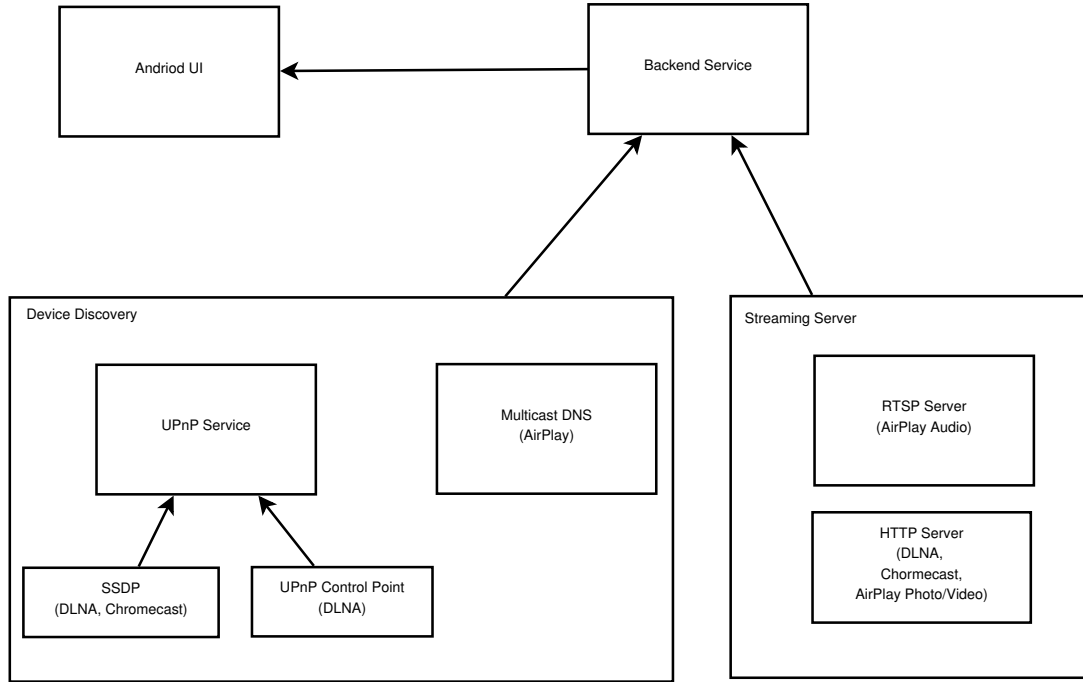 Andriod UI
Backend Service
Device Discovery
UPnP Service
Multicast DNS
(AirPlay)
SSDP
(DLNA, Chromecast)
UPnP Control Point
(DLNA)
Streaming Server
RTSP Server
(AirPlay Audio)
HTTP Server
(DLNA,
Chormecast,
AirPlay Photo/Video)